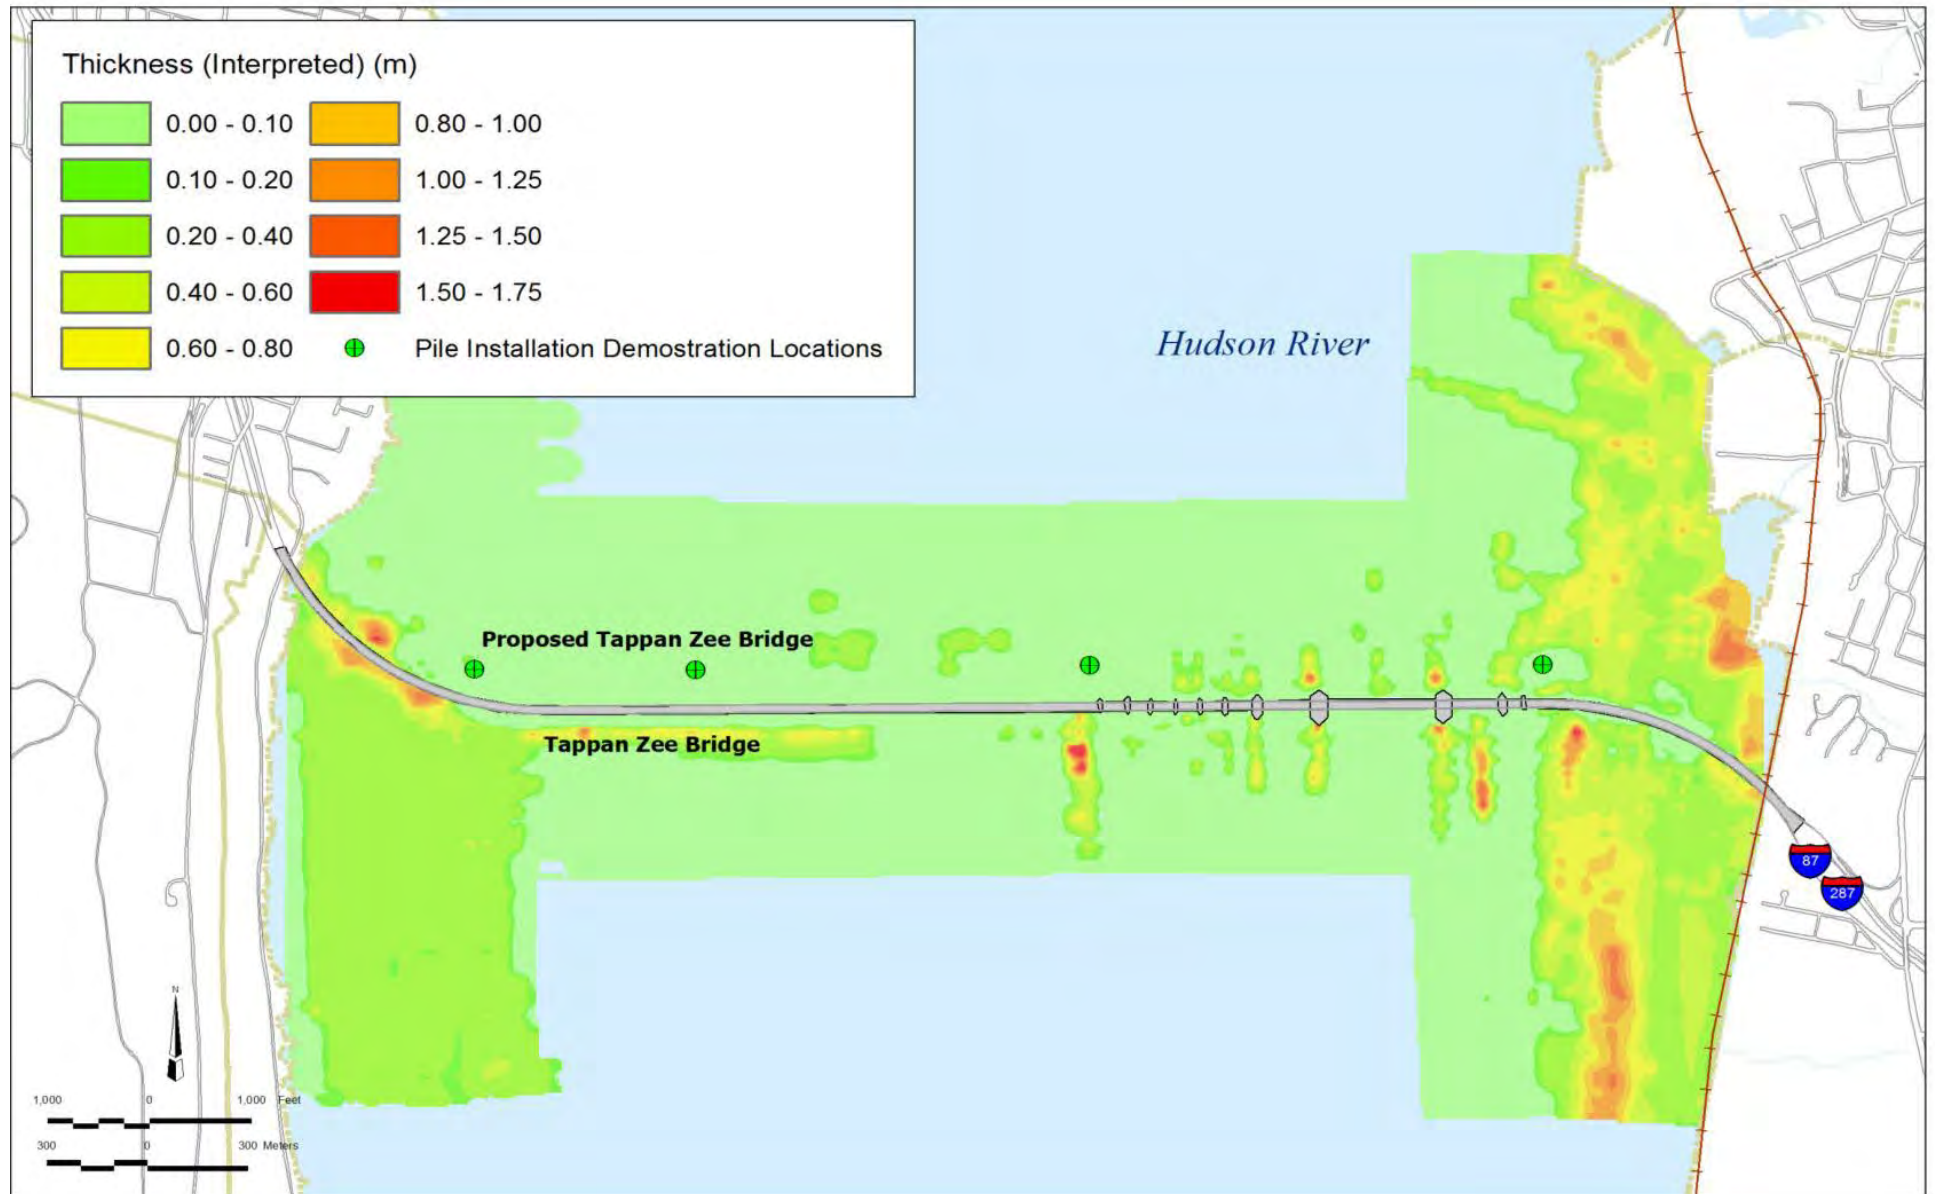 Thickness (Interpreted) (m)
0.00 - 0.10
0.80 - 1.00
0.10 - 0.20
1.00 - 1.25
0.20 - 0.40
1.25 - 1.50
0.40 - 0.60
1.50 - 1.75
0.60 - 0.80
Pile Installation Demostration Locations
Hudson River
Proposed Tappan Zee Bridge
Tappan Zee Bridge
87
287
N
1,000 0 1,000 Feet
300 0 300 Meters